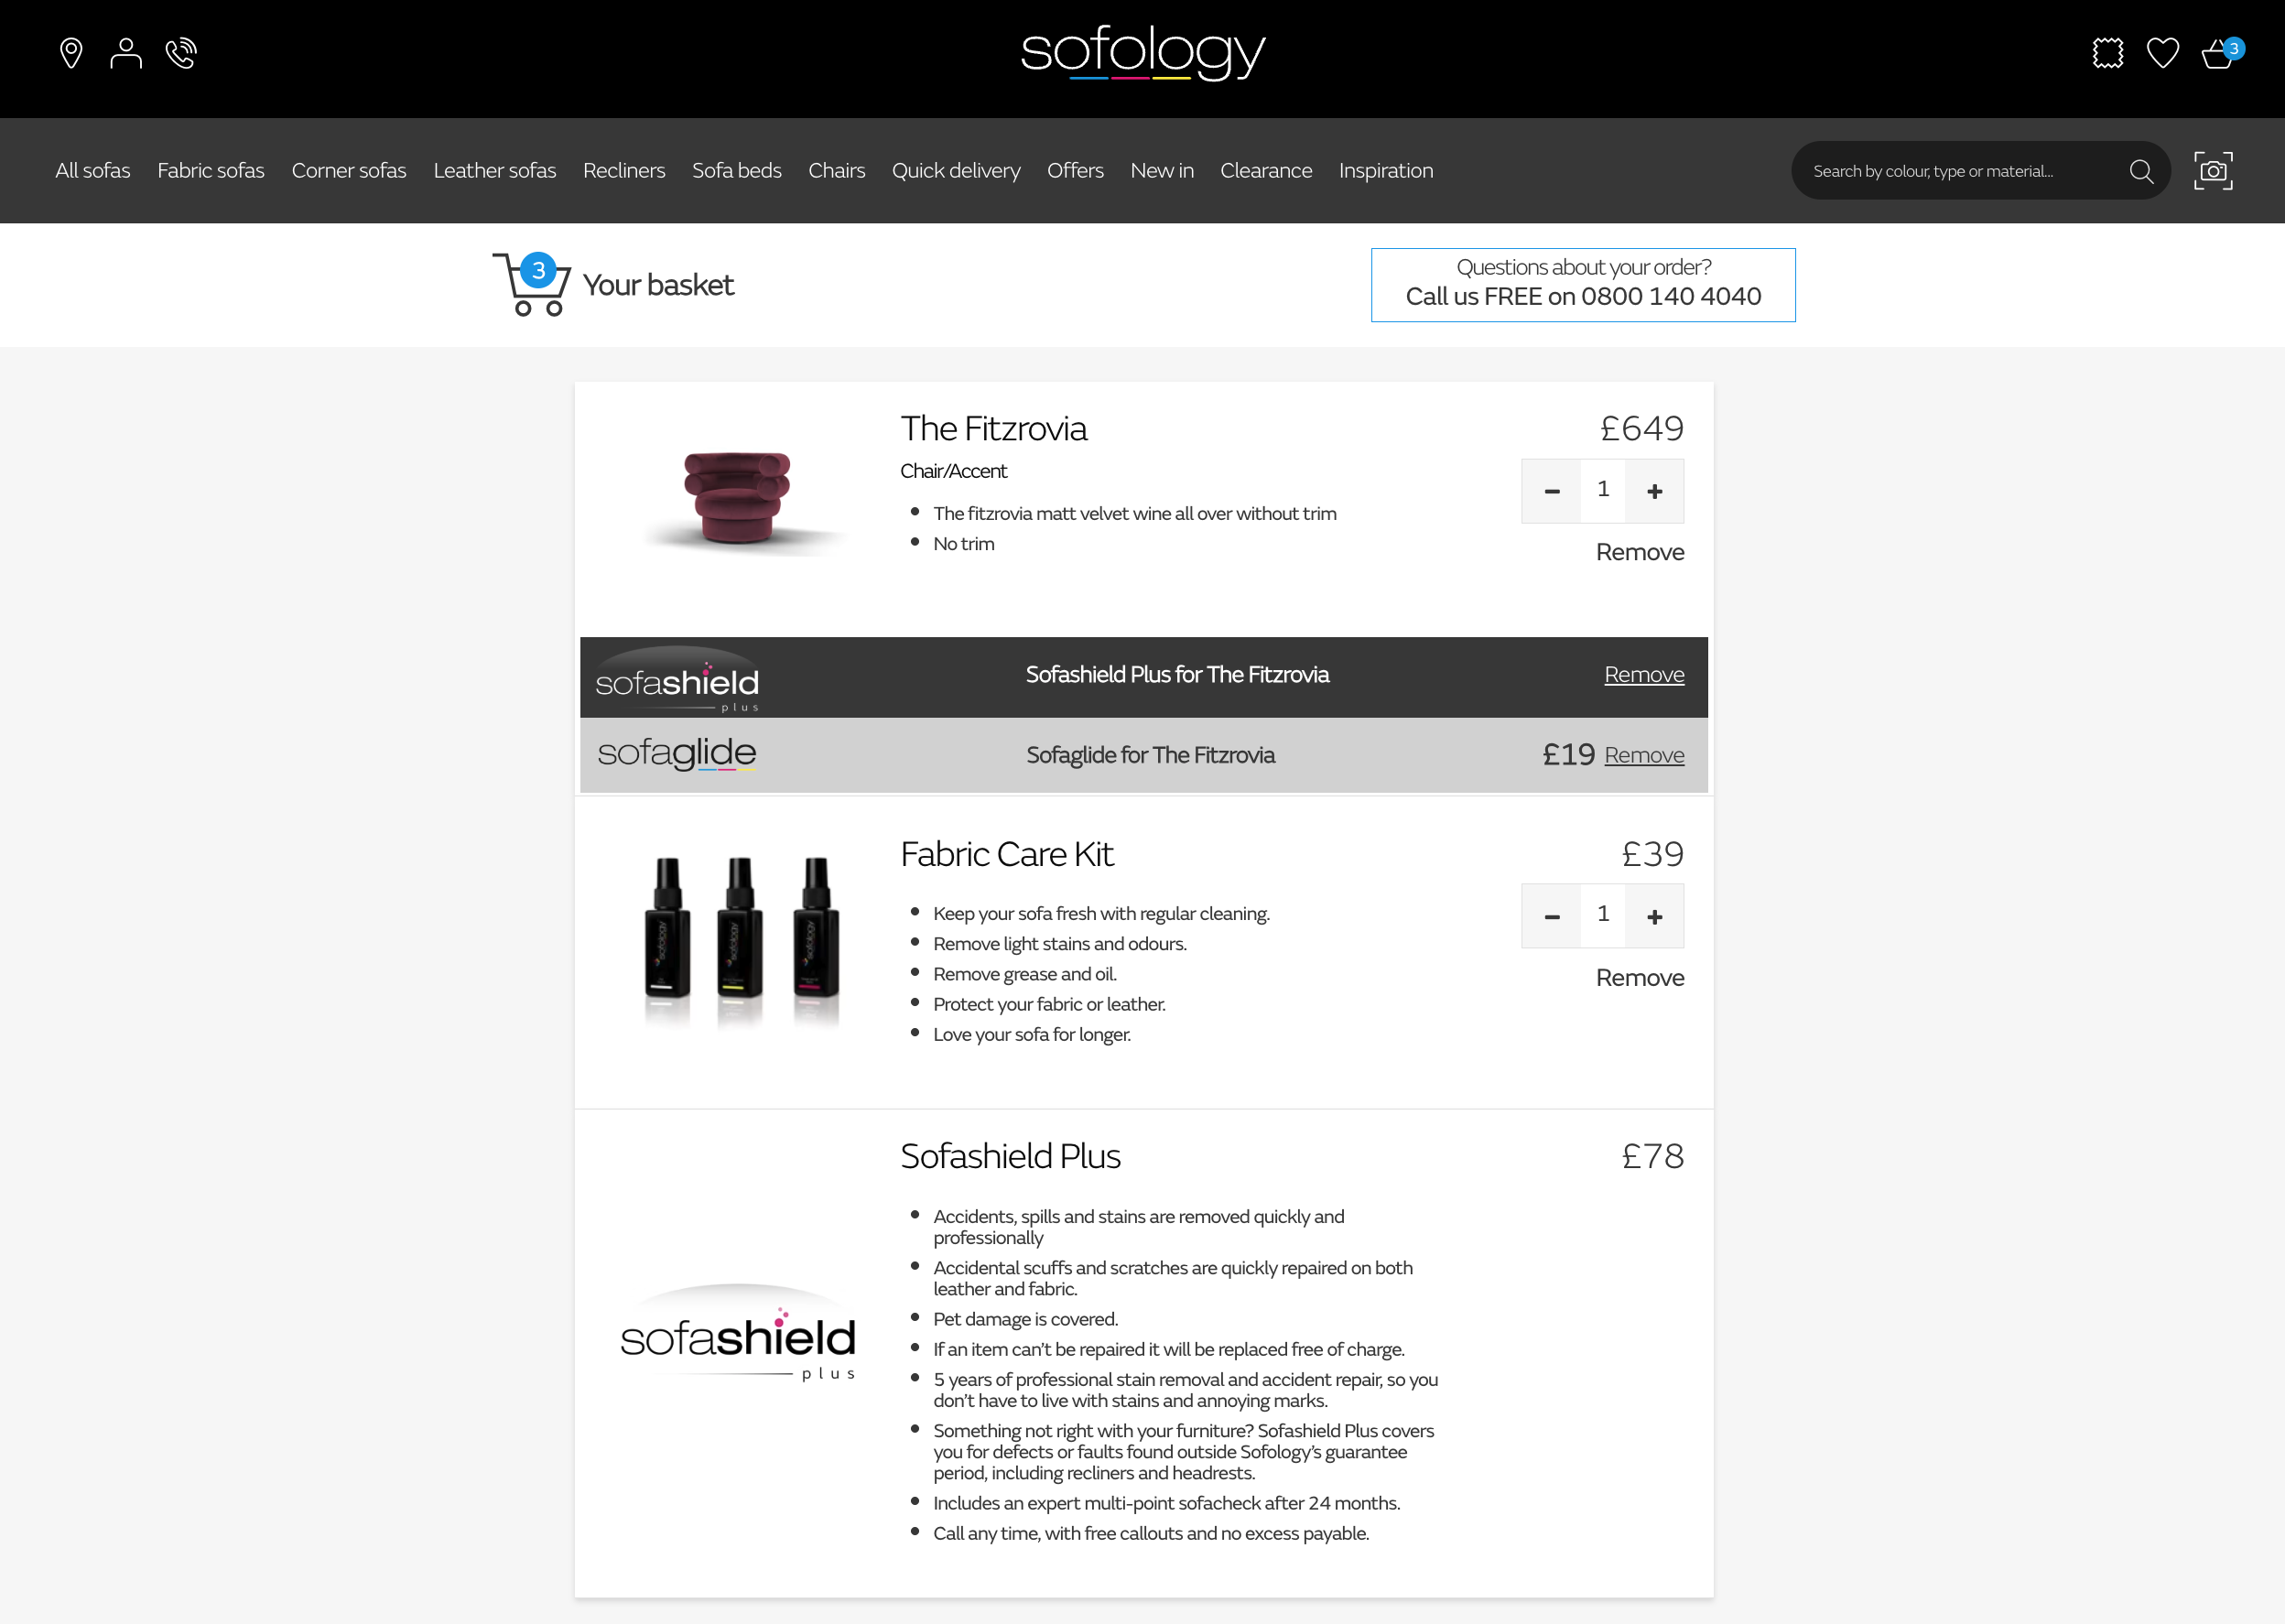 sofology
3
All sofas Fabric sofas Corner sofas Leather sofas Recliners Sofa beds Chairs Quick delivery Offers New in Clearance Inspiration
Search by colour, type or material...
3
Your basket
Questions about your order?
Call us FREE on 0800 140 4040
The Fitzrovia
£649
Chair/Accent
1
The fitzrovia matt velvet wine all over without trim
No trim
Remove
sofashield
plus
Sofashield Plus for The Fitzrovia
Remove
sofaglide
Sofaglide for The Fitzrovia
£19 Remove
Fabric Care Kit
£39
sofology
sofology
sofology
1
Keep your sofa fresh with regular cleaning.
Remove light stains and odours.
Remove grease and oil.
Remove
Protect your fabric or leather.
Love your sofa for longer.
Sofashield Plus
£78
Accidents, spills and stains are removed quickly and
professionally
Accidental scuffs and scratches are quickly repaired on both
leather and fabric.
sofashield
plus
Pet damage is covered.
If an item can't be repaired it will be replaced free of charge.
5 years of professional stain removal and accident repair, so you
don't have to live with stains and annoying marks.
Something not right with your furniture? Sofashield Plus covers
you for defects or faults found outside Sofology's guarantee
period, including recliners and headrests.
Includes an expert multi-point sofacheck after 24 months.
Call any time, with free callouts and no excess payable.